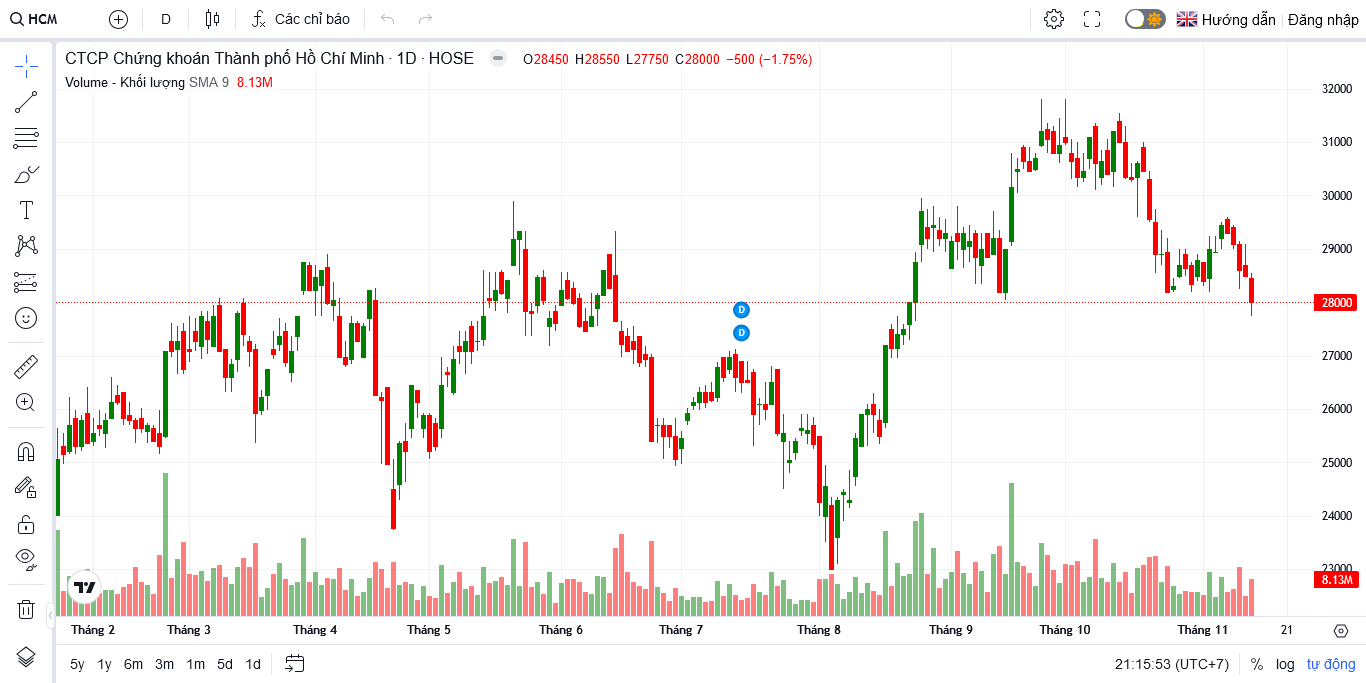 HCM D Các chỉ báo Hướng dẫn Đăng nhập
CTCP Chứng khoán Thành phố Hồ Chí Minh · 1D · HOSE O28450 H28550 L27750 C28000 −500 (−1.75%)
Volume - Khối lượng SMA 9 8.13M
32000
31000
30000
29000
28000
D
D
27000
26000
25000
24000
23000
8.13M
Tháng 2 Tháng 3 Tháng 4 Tháng 5 Tháng 6 Tháng 7 Tháng 8 Tháng 9 Tháng 10 Tháng 11 21
5y 1y 6m 3m 1m 5d 1d 21:15:53 (UTC+7) % log tự động